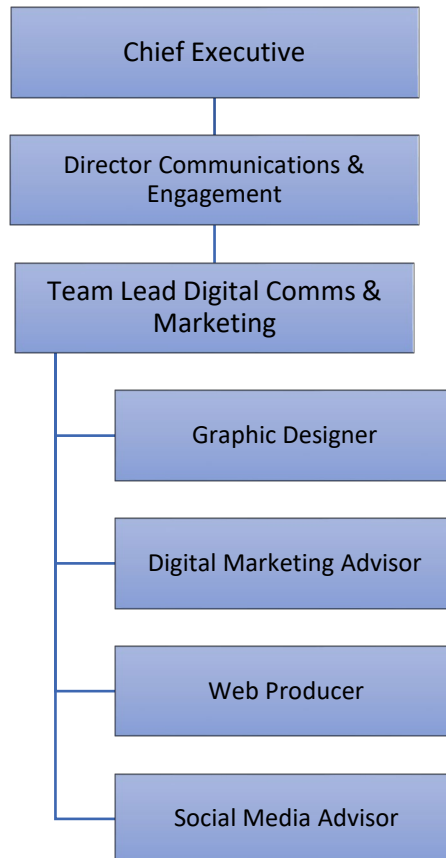 Chief Executive
Director Communications &
Engagement
Team Lead Digital Comms &
Marketing
Graphic Designer
Digital Marketing Advisor
Web Producer
Social Media Advisor